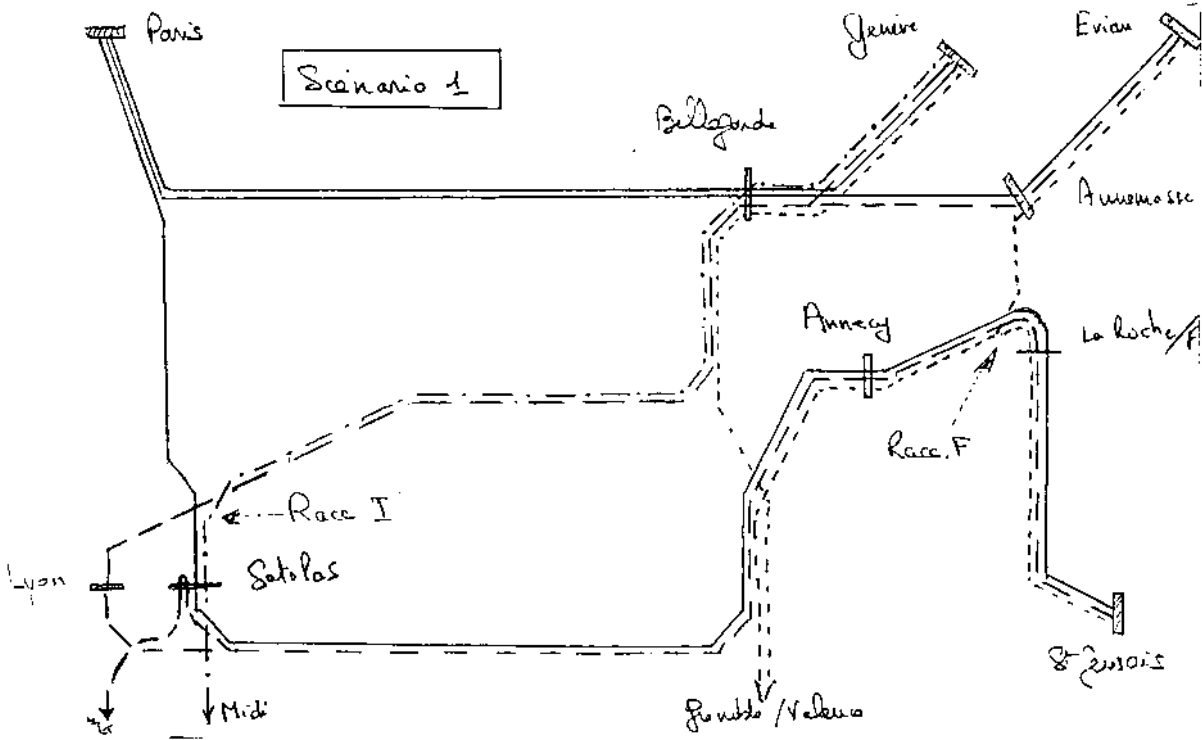 Paris
Scénario 1
Genève
Evian
Bellegarde
Annemasse
Annecy
La Roche/F
Racc. F
Racc I
Lyon
Satolas
St Gervais
Midi
Grenoble/Valence